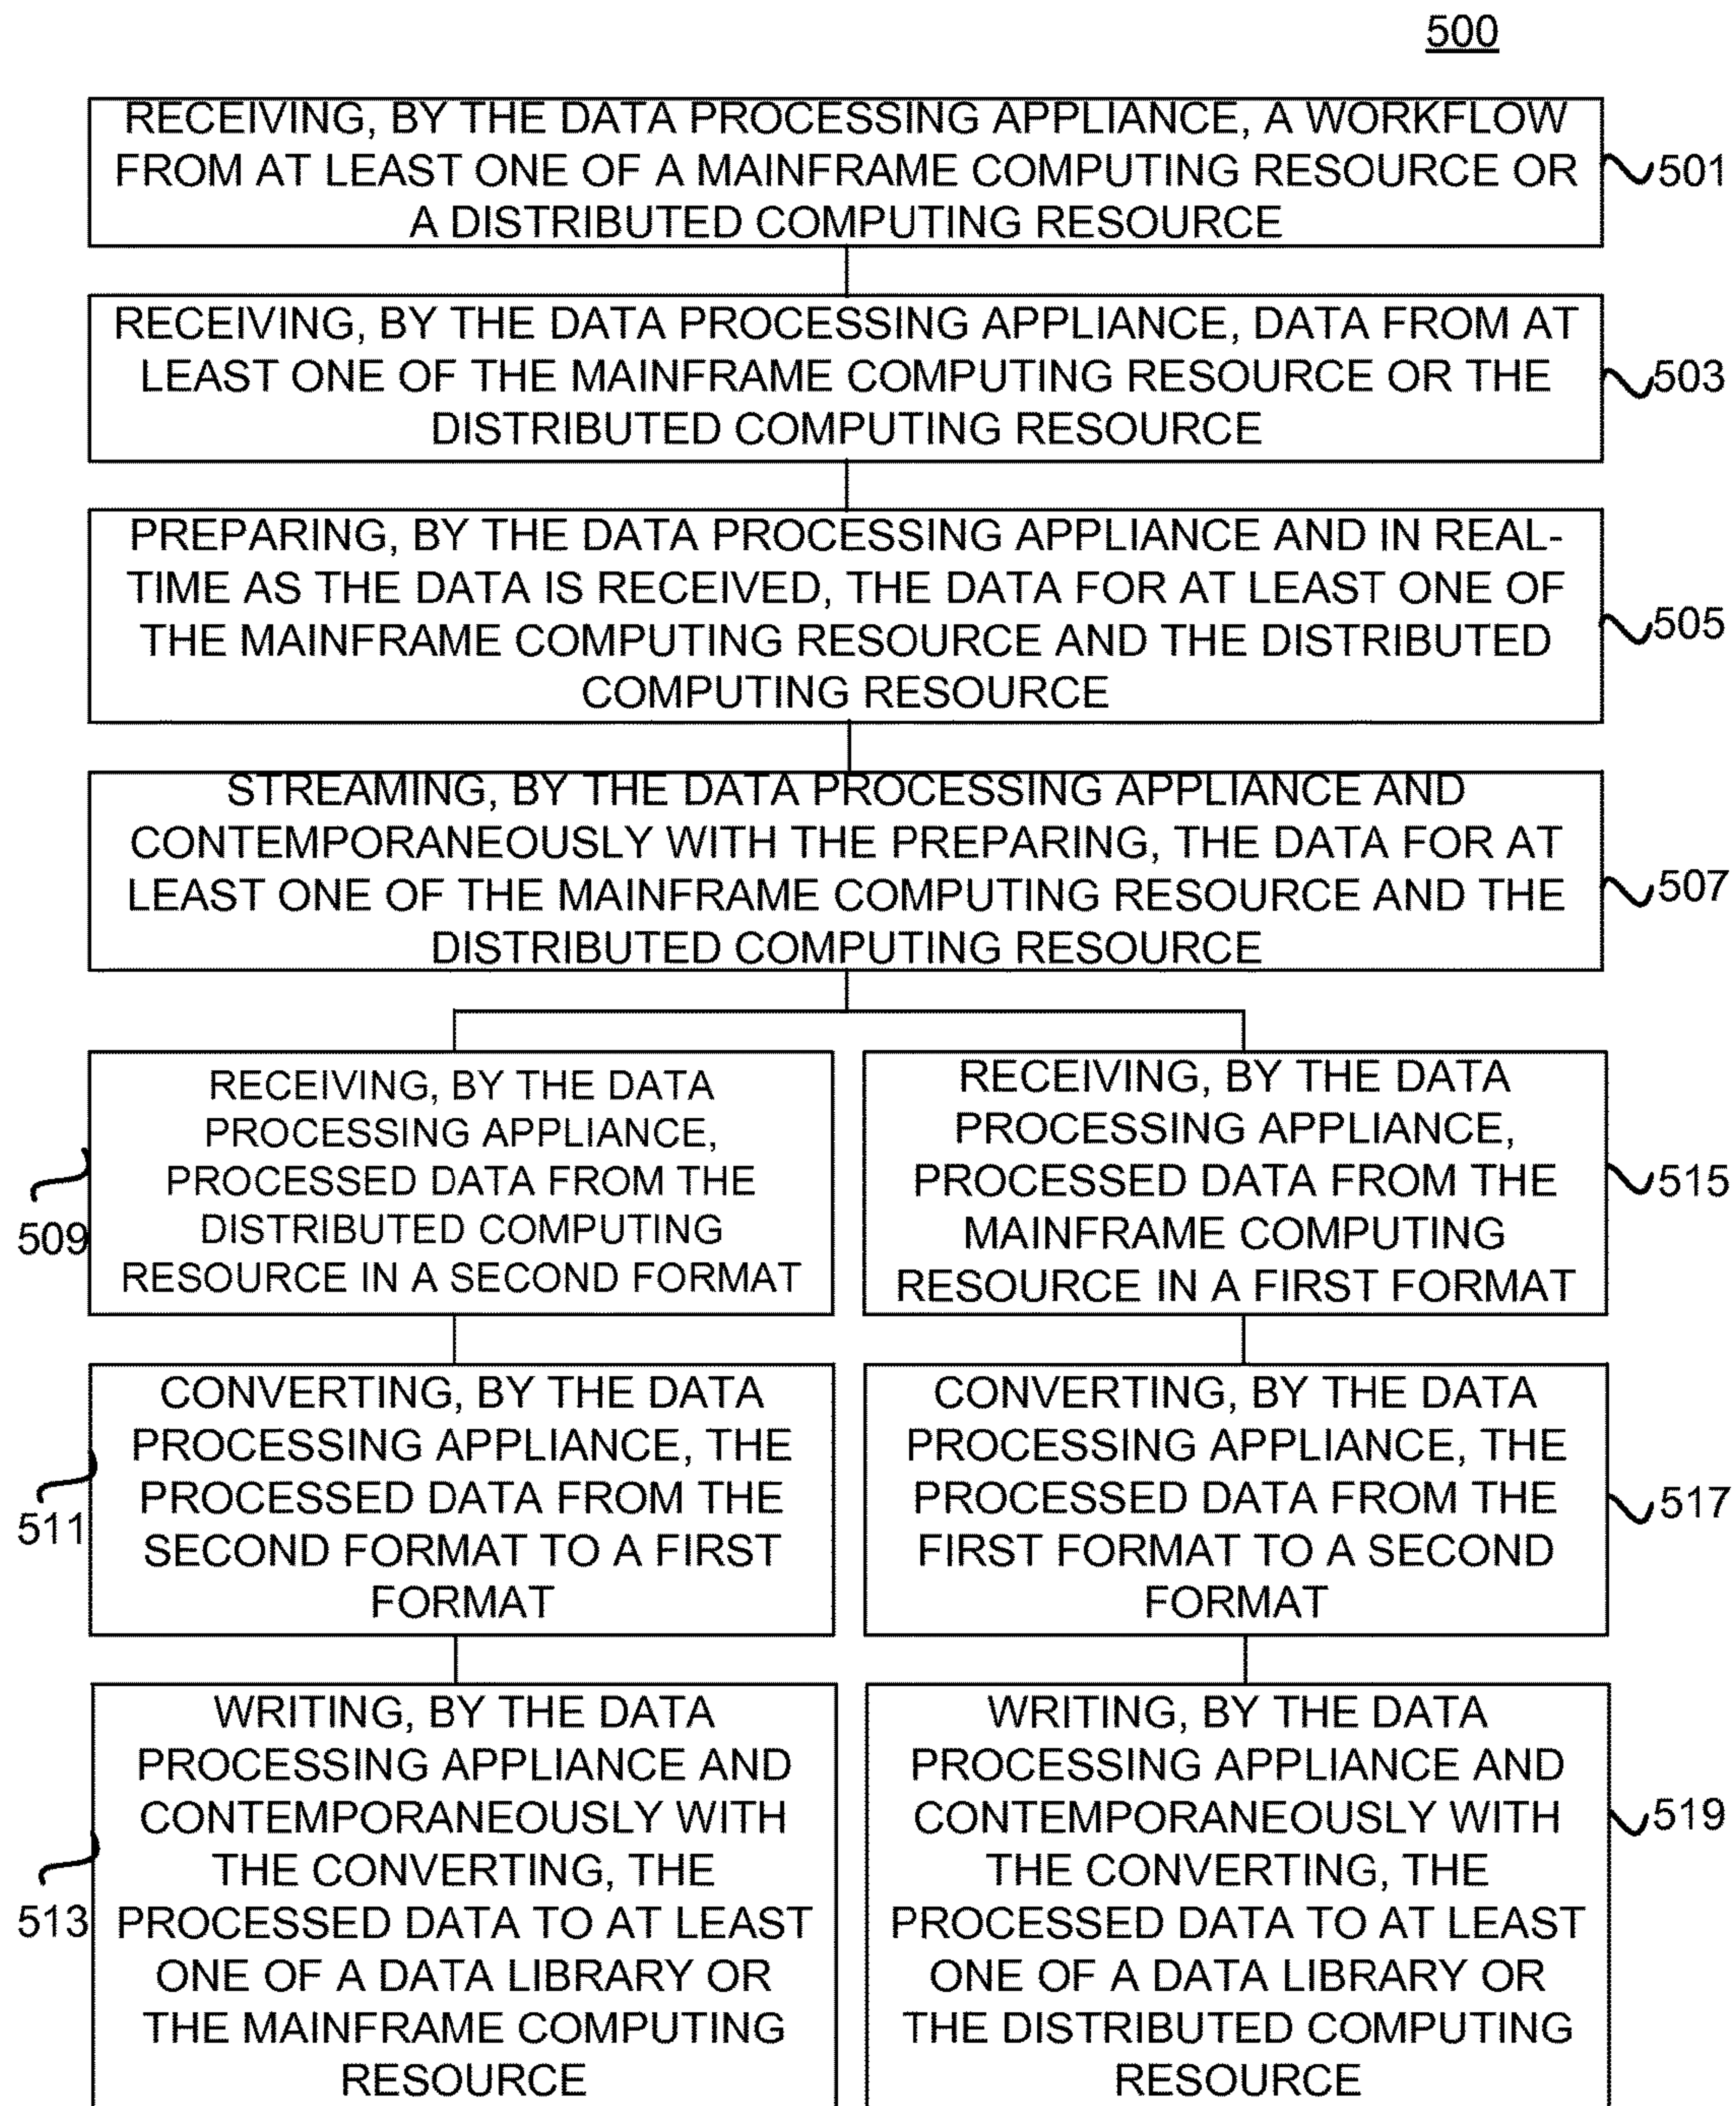 500
RECEIVING, BY THE DATA PROCESSING APPLIANCE, A WORKFLOW
FROM AT LEAST ONE OF A MAINFRAME COMPUTING RESOURCE OR
A DISTRIBUTED COMPUTING RESOURCE
501
RECEIVING, BY THE DATA PROCESSING APPLIANCE, DATA FROM AT
LEAST ONE OF THE MAINFRAME COMPUTING RESOURCE OR THE
DISTRIBUTED COMPUTING RESOURCE
503
PREPARING, BY THE DATA PROCESSING APPLIANCE AND IN REAL-
TIME AS THE DATA IS RECEIVED, THE DATA FOR AT LEAST ONE OF
THE MAINFRAME COMPUTING RESOURCE AND THE DISTRIBUTED
COMPUTING RESOURCE
505
STREAMING, BY THE DATA PROCESSING APPLIANCE AND
CONTEMPORANEOUSLY WITH THE PREPARING, THE DATA FOR AT
LEAST ONE OF THE MAINFRAME COMPUTING RESOURCE AND THE
DISTRIBUTED COMPUTING RESOURCE
507
RECEIVING, BY THE DATA
PROCESSING APPLIANCE,
PROCESSED DATA FROM THE
DISTRIBUTED COMPUTING
RESOURCE IN A SECOND FORMAT
509
CONVERTING, BY THE DATA
PROCESSING APPLIANCE, THE
PROCESSED DATA FROM THE
SECOND FORMAT TO A FIRST
FORMAT
511
WRITING, BY THE DATA
PROCESSING APPLIANCE AND
CONTEMPORANEOUSLY WITH
THE CONVERTING, THE
PROCESSED DATA TO AT LEAST
ONE OF A DATA LIBRARY OR
THE MAINFRAME COMPUTING
RESOURCE
513
RECEIVING, BY THE DATA
PROCESSING APPLIANCE,
PROCESSED DATA FROM THE
MAINFRAME COMPUTING
RESOURCE IN A FIRST FORMAT
515
CONVERTING, BY THE DATA
PROCESSING APPLIANCE, THE
PROCESSED DATA FROM THE
FIRST FORMAT TO A SECOND
FORMAT
517
WRITING, BY THE DATA
PROCESSING APPLIANCE AND
CONTEMPORANEOUSLY WITH
THE CONVERTING, THE
PROCESSED DATA TO AT LEAST
ONE OF A DATA LIBRARY OR
THE DISTRIBUTED COMPUTING
RESOURCE
519